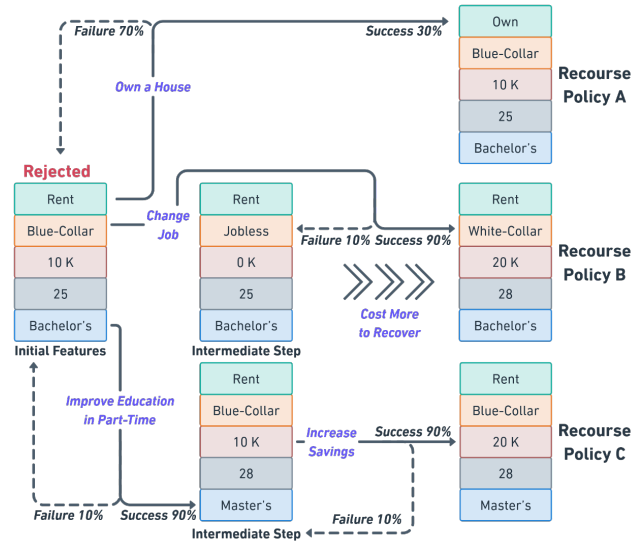 Failure 70%
Success 30%
Own a House
Own
Blue-Collar
10 K
25
Bachelor's
Recourse
Policy A
Rejected
Rent
Blue-Collar
10 K
25
Bachelor's
Initial Features
Change
Job
Rent
Jobless
0 K
25
Bachelor's
Intermediate Step
Failure 10%
Success 90%
Cost More
to Recover
Rent
White-Collar
20 K
28
Bachelor's
Recourse
Policy B
Improve Education
in Part-Time
Failure 10%
Success 90%
Rent
Blue-Collar
10 K
28
Master's
Intermediate Step
Increase
Savings
Success 90%
Failure 10%
Rent
Blue-Collar
20 K
28
Master's
Recourse
Policy C